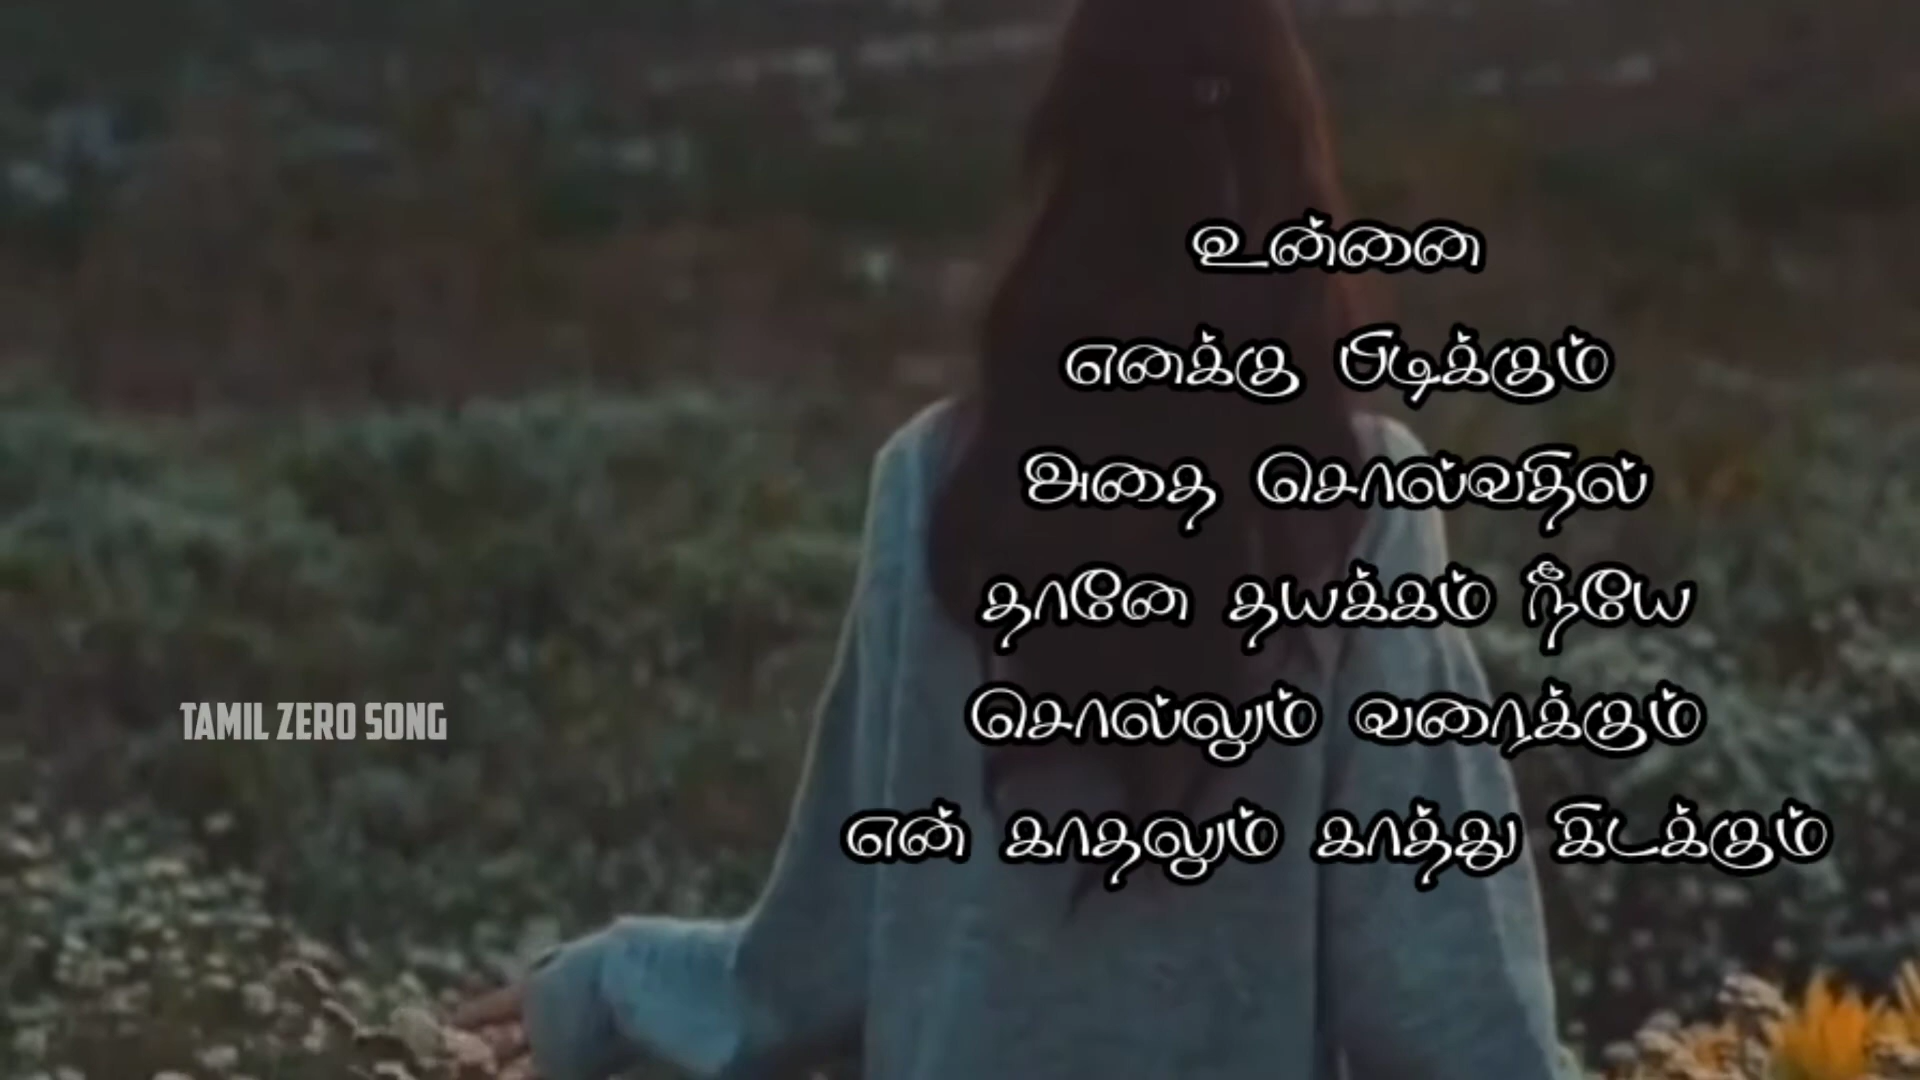 உன்னை
எனக்கு பிடிக்கும்
அதை சொல்வதில்
தானே தயக்கம் நீயே
சொல்லும் வரைக்கும்
என் காதலும் காத்து கிடக்கும்
TAMIL ZERO SONG